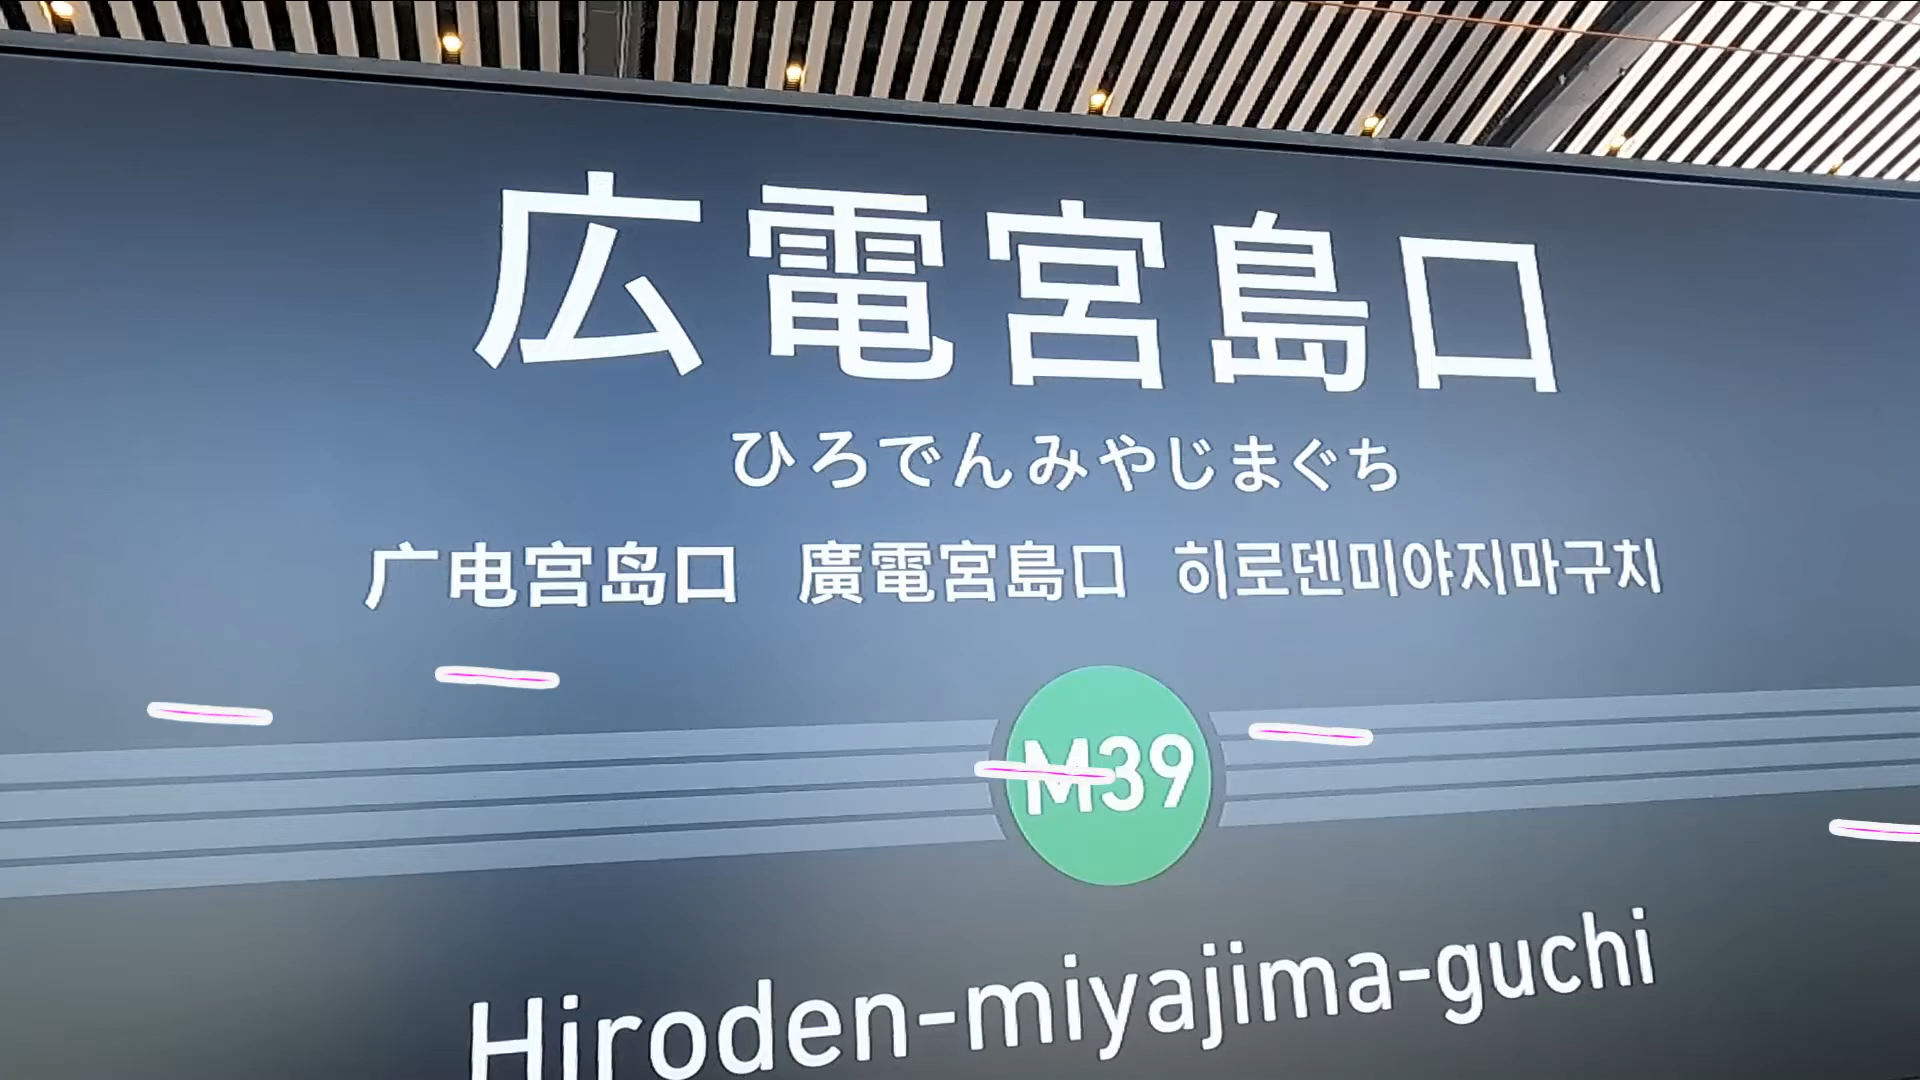 広電宮島口
ひろでんみやじまぐち
广电宫岛口 廣電宮島口 히로덴미야지마구치
M39
Hiroden-miyajima-guchi